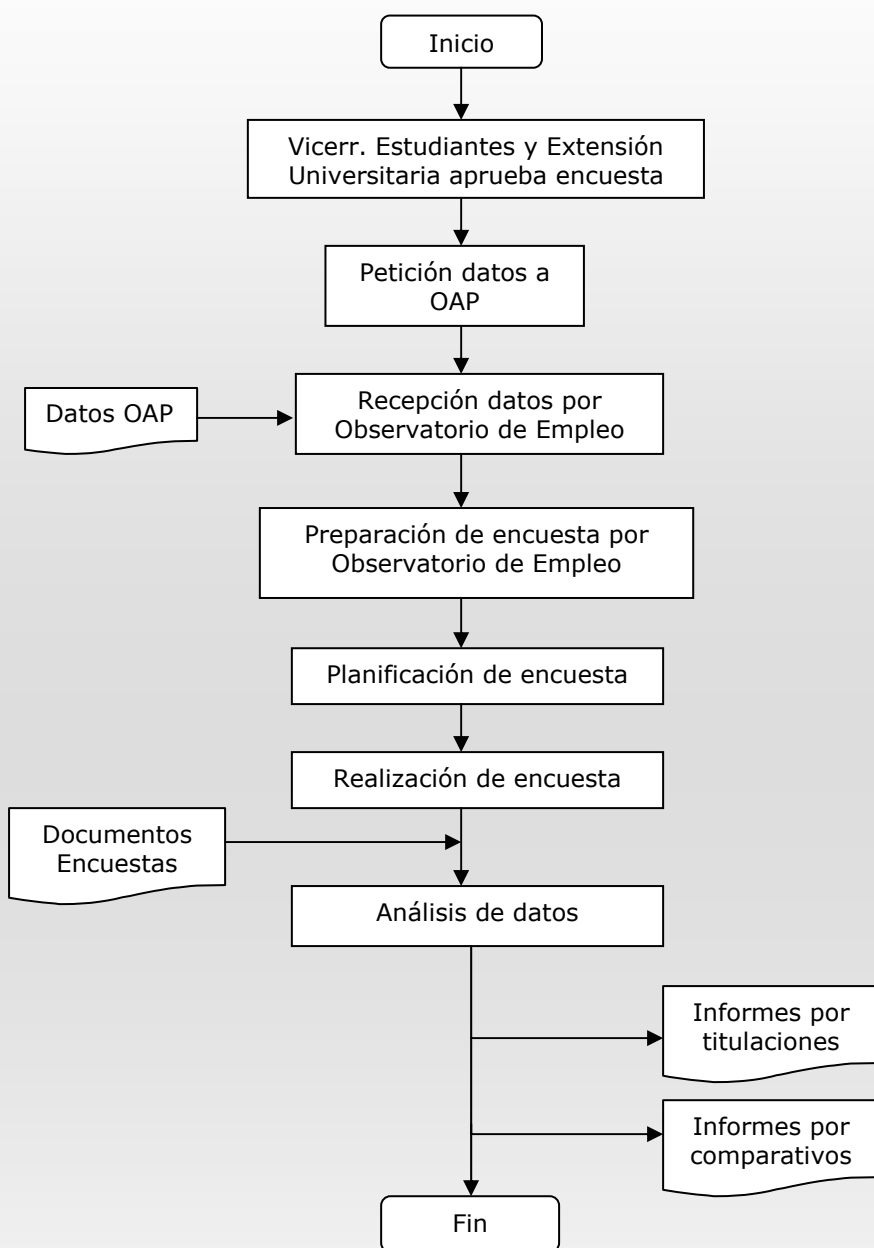 Inicio
Vicerr. Estudiantes y Extensión
Universitaria aprueba encuesta
Petición datos a
OAP
Datos OAP
Recepción datos por
Observatorio de Empleo
Preparación de encuesta por
Observatorio de Empleo
Planificación de encuesta
Realización de encuesta
Documentos
Encuestas
Análisis de datos
Informes por
titulaciones
Informes por
comparativos
Fin